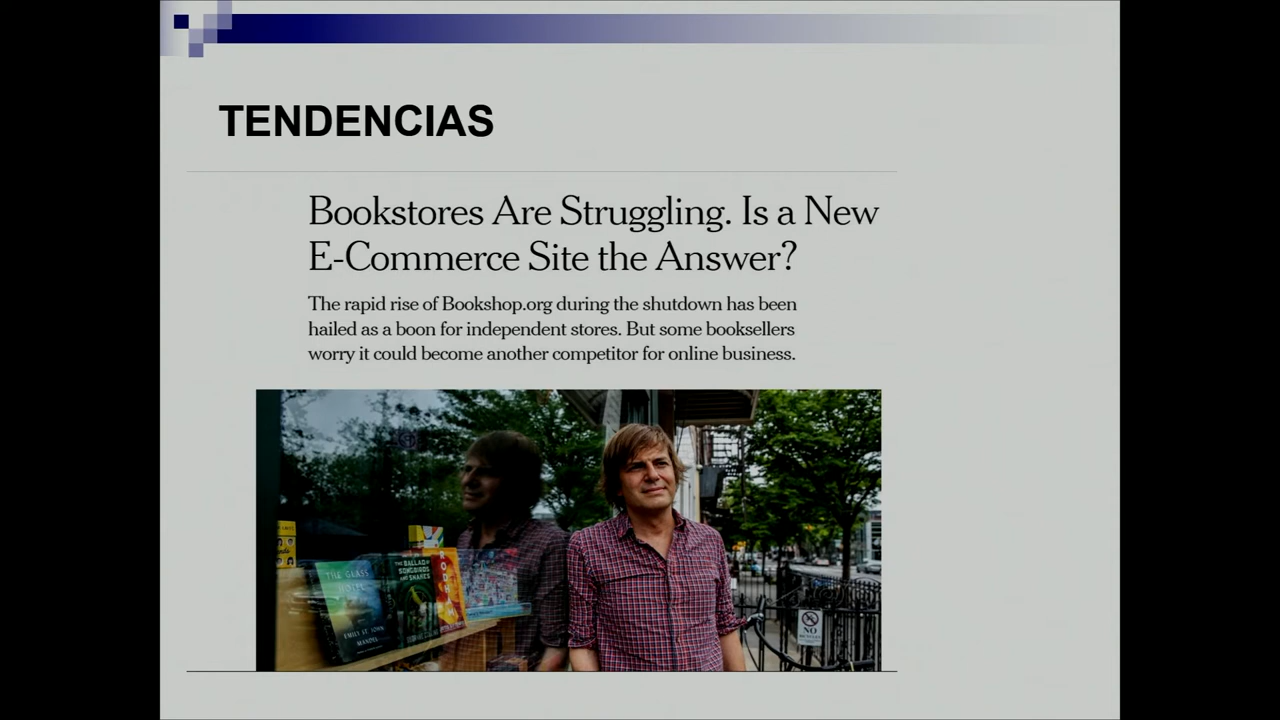 TENDENCIAS
Bookstores Are Struggling. Is a New
E-Commerce Site the Answer?
The rapid rise of Bookshop.org during the shutdown has been
hailed as a boon for independent stores. But some booksellers
worry it could become another competitor for online business.
THE GLASS
HOTEL
EMILY ST. JOHN
MANDEL
THE BALLAD OF
SONGBIRDS
AND SNAKES
NO